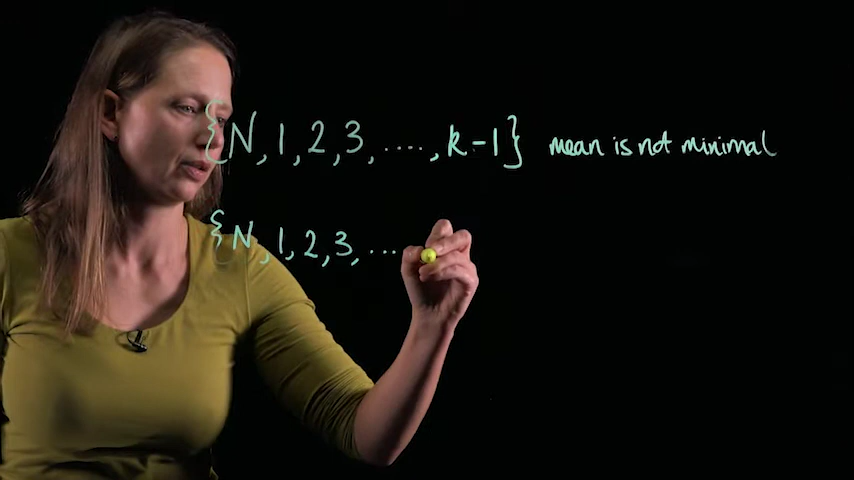 {N, 1, 2, 3, ...., k-1} mean is not minimal
{N, 1, 2, 3, ...